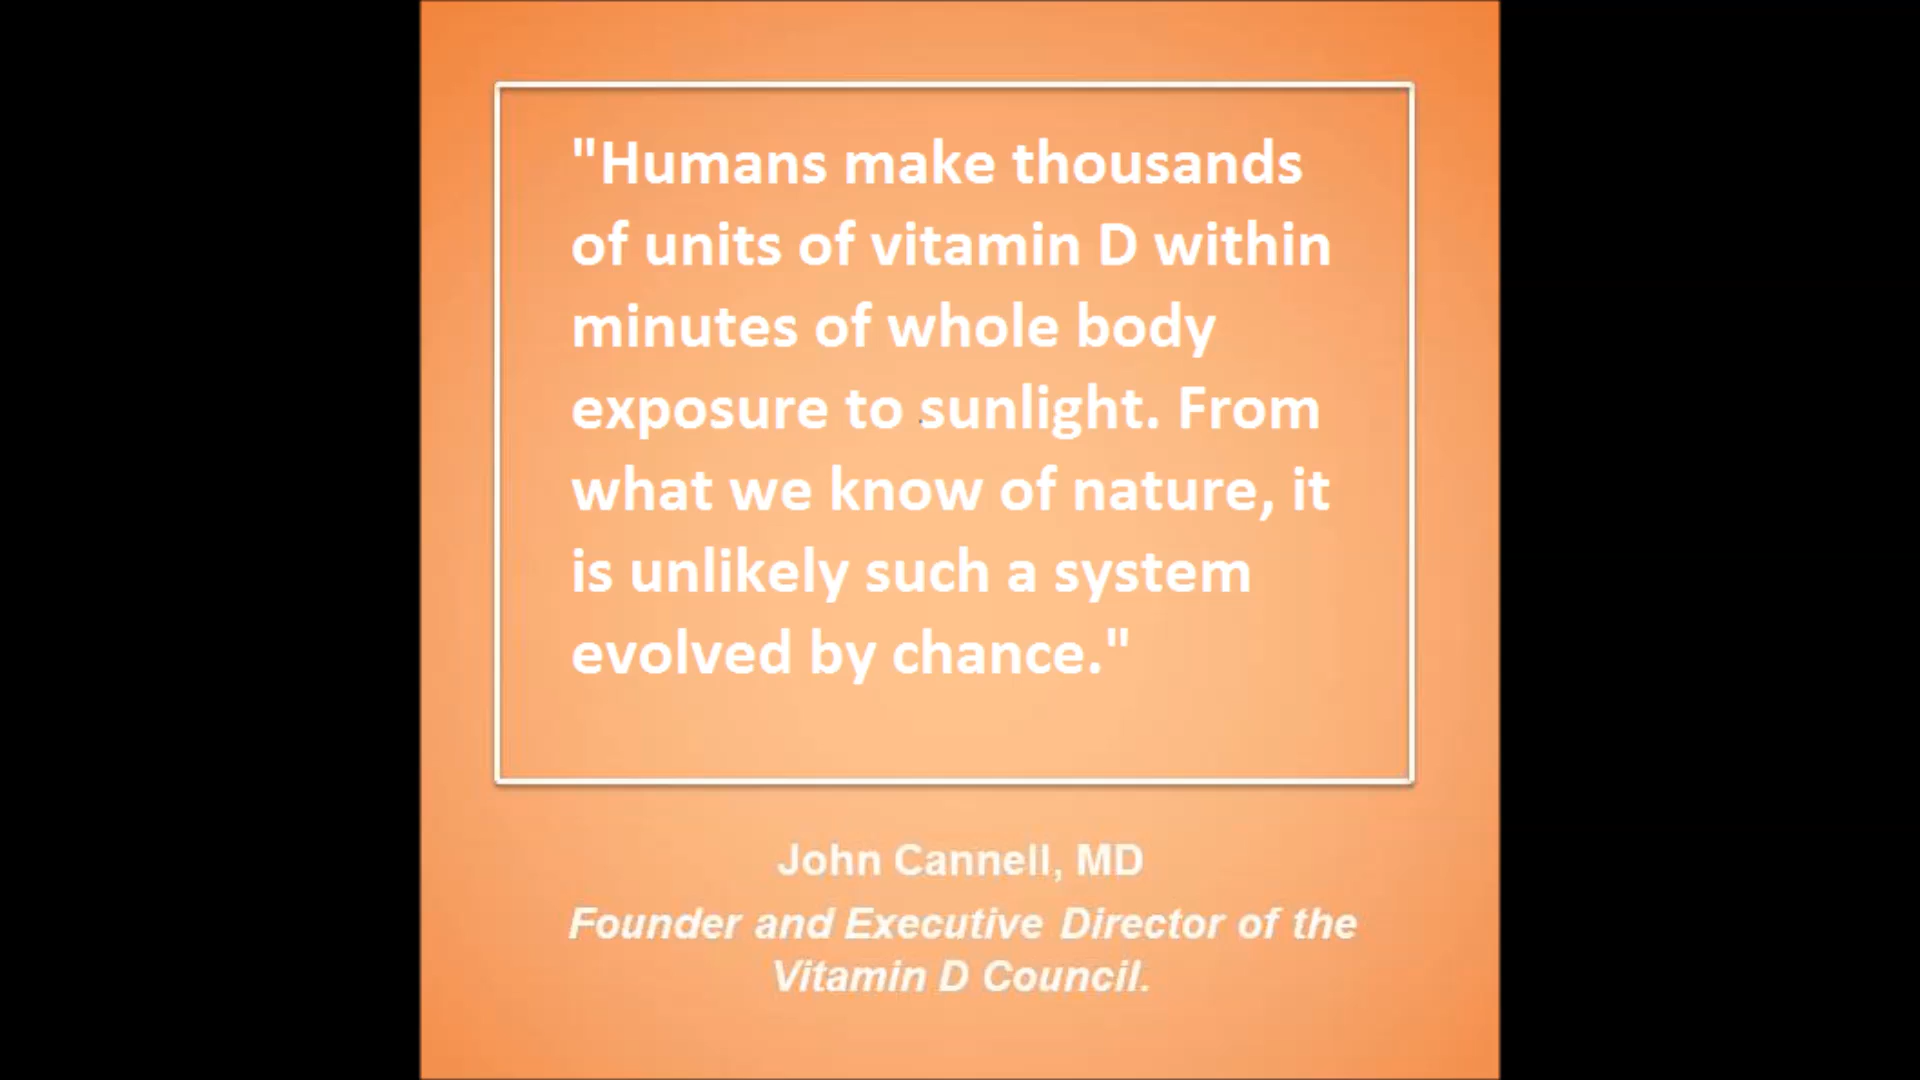 "Humans make thousands
of units of vitamin D within
minutes of whole body
exposure to sunlight. From
what we know of nature, it
is unlikely such a system
evolved by chance."
John Cannell, MD
Founder and Executive Director of the
Vitamin D Council.